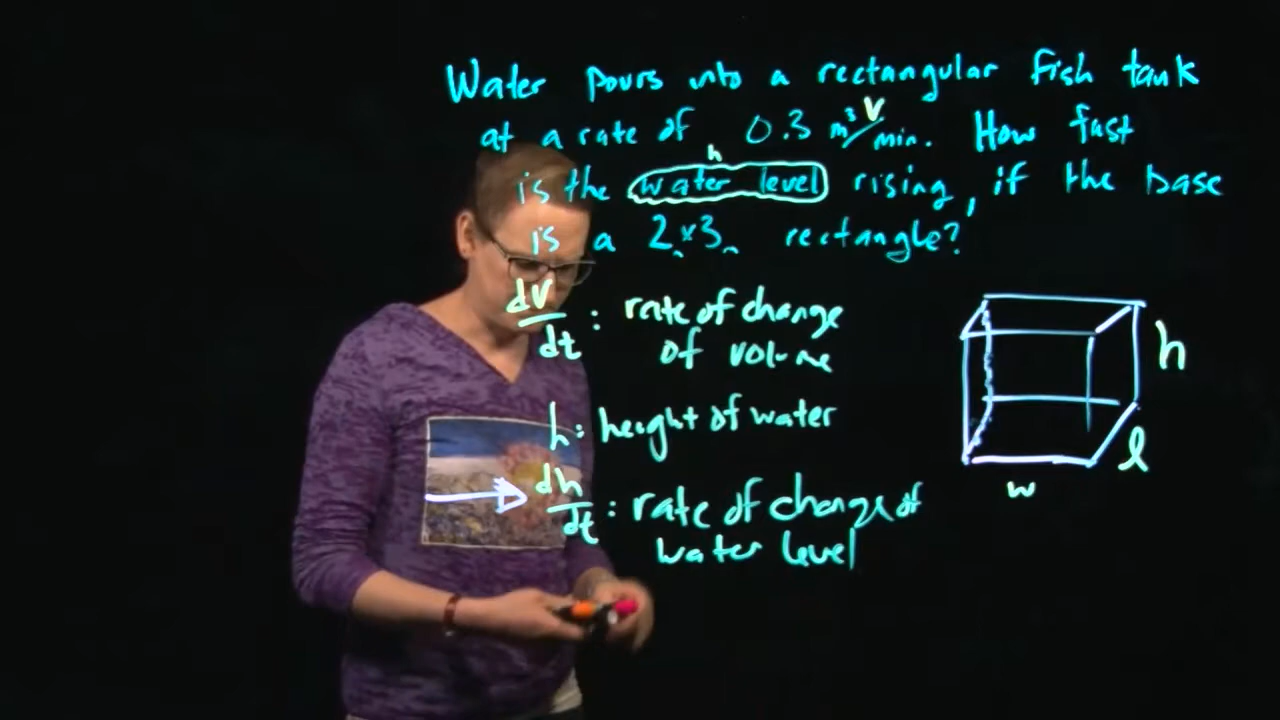 Water pours into a rectangular fish tank
at a rate of 0.3 m³/min. How fast
V
h
is the water level rising, if the base
is a 2m x 3m rectangle?
dV/dt : rate of change
of volume
h: height of water
dh/dt : rate of change of
water level
h
l
w